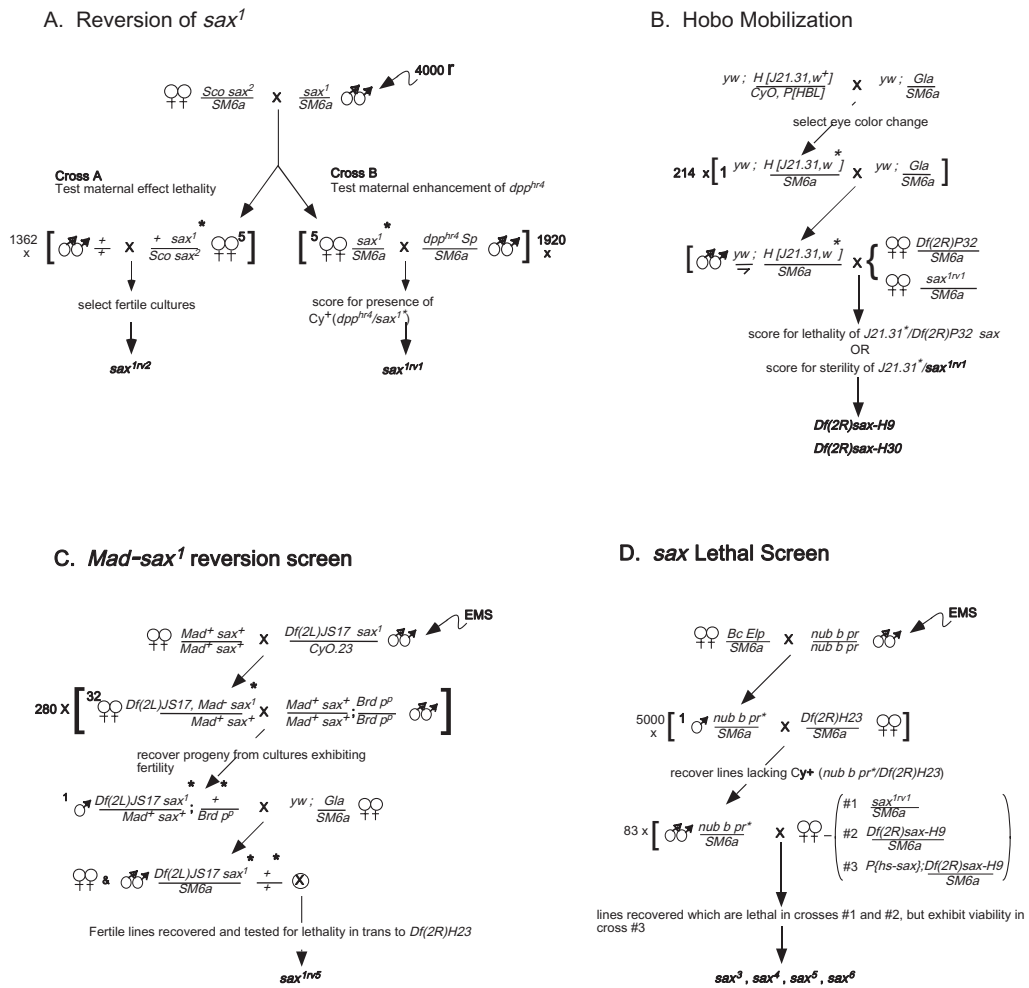 A. Reversion of sax1
4000 r
♀♀ Sco sax2 / SM6a X sax1 / SM6a ♂♂
Cross A
Test maternal effect lethality
Cross B
Test maternal enhancement of dpphr4
1362 x [ ♂♂ + / + X + sax1* / Sco sax2 ♀♀5 ]
[ 5♀♀ sax1* / SM6a X dpphr4 Sp / SM6a ♂♂ ] 1920 x
select fertile cultures
score for presence of
Cy+(dpphr4/sax1*)
sax1rv2
sax1rv1
B. Hobo Mobilization
yw ; H [J21.31,w+] / CyO, P[HBL] X yw ; Gla / SM6a
select eye color change
214 x [ 1 yw ; H [J21.31,w*] / SM6a X yw ; Gla / SM6a ]
[ ♂♂ yw ; H [J21.31,w*] / SM6a X { ♀♀ Df(2R)P32 / SM6a
♀♀ sax1rv1 / SM6a
score for lethality of J21.31*/Df(2R)P32 sax
OR
score for sterility of J21.31*/sax1rv1
Df(2R)sax-H9
Df(2R)sax-H30
C. Mad-sax1 reversion screen
EMS
♀♀ Mad+ sax+ / Mad+ sax+ X Df(2L)JS17 sax1 / CyO.23 ♂♂
280 X [ 32 ♀♀ Df(2L)JS17, Mad- sax1* / Mad+ sax+ X Mad+ sax+ / Mad+ sax+ ; Brd pp / Brd pp ♂♂ ]
recover progeny from cultures exhibiting
fertility
1 ♂ Df(2L)JS17 sax1* / Mad+ sax+ ; +* / Brd pp X yw ; Gla / SM6a ♀♀
♀♀ & ♂♂ Df(2L)JS17 sax1* / SM6a +* / + ⊗
Fertile lines recovered and tested for lethality in trans to Df(2R)H23
sax1rv5
D. sax Lethal Screen
EMS
♀♀ Bc Elp / SM6a X nub b pr / nub b pr ♂♂
5000 x [ 1 ♂ nub b pr* / SM6a X Df(2R)H23 / SM6a ♀♀ ]
recover lines lacking Cy+ (nub b pr*/Df(2R)H23)
83 x [ ♂♂ nub b pr* / SM6a X ♀♀
#1 sax1rv1 / SM6a
#2 Df(2R)sax-H9 / SM6a
#3 P{hs-sax};Df(2R)sax-H9 / SM6a
lines recovered which are lethal in crosses #1 and #2, but exhibit viability in
cross #3
sax3 , sax4 , sax5 , sax6